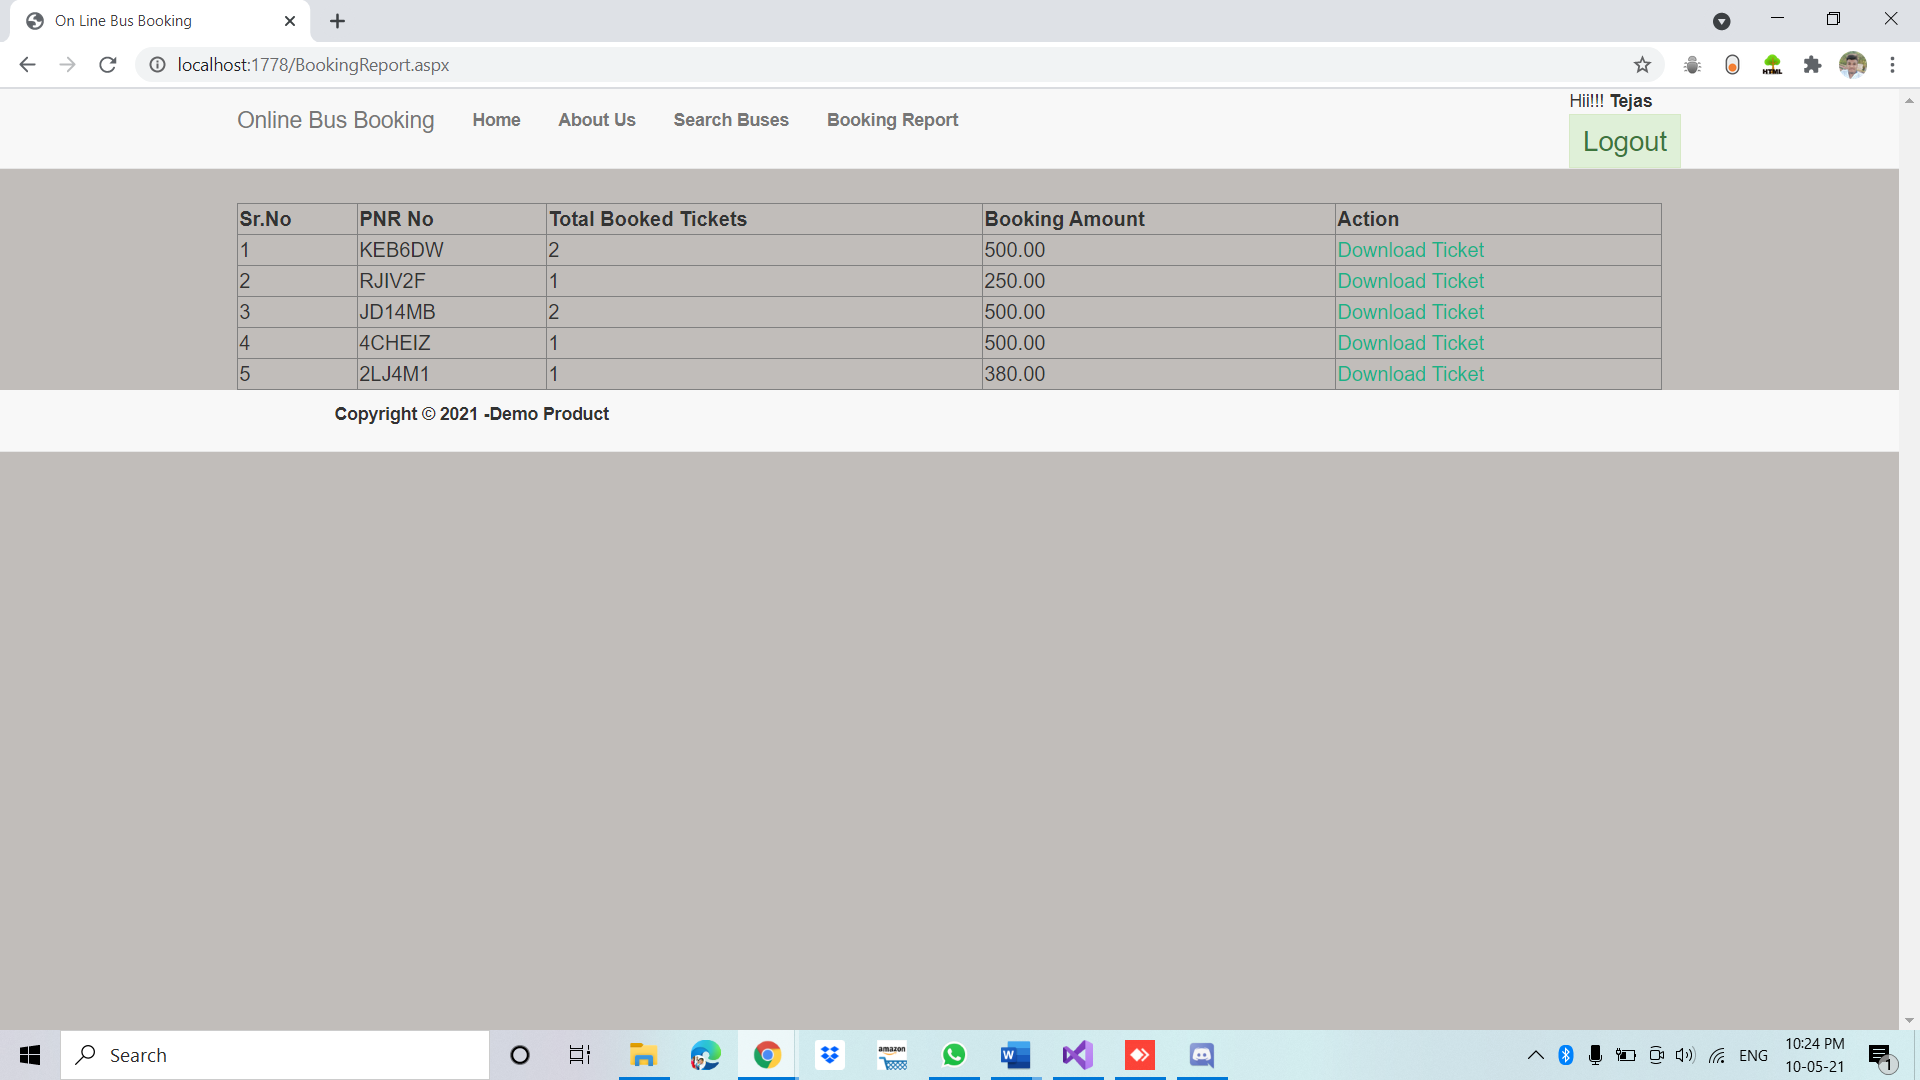 On Line Bus Booking
localhost:1778/BookingReport.aspx
HTML
Hii!!! Tejas
Online Bus Booking Home About Us Search Buses Booking Report
Logout
Sr.No PNR No Total Booked Tickets Booking Amount Action
1 KEB6DW 2 500.00 Download Ticket
2 RJIV2F 1 250.00 Download Ticket
3 JD14MB 2 500.00 Download Ticket
4 4CHEIZ 1 500.00 Download Ticket
5 2LJ4M1 1 380.00 Download Ticket
Copyright © 2021 -Demo Product
Search
amazon
W
ENG
10:24 PM
10-05-21
1